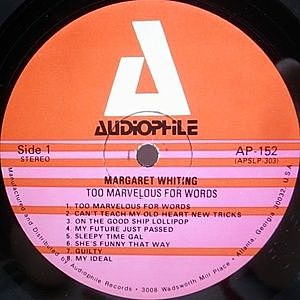 AUDIOPHILE
Side 1
STEREO
AP-152
(APSLP-303)
MARGARET WHITING
TOO MARVELOUS FOR WORDS
1. TOO MARVELOUS FOR WORDS
2. CAN'T TEACH MY OLD HEART NEW TRICKS
3. ON THE GOOD SHIP LOLLIPOP
4. MY FUTURE JUST PASSED
5. SLEEPY TIME GAL
6. SHE'S FUNNY THAT WAY
7. GUILTY
8. MY IDEAL
Manufactured and Distributed by Audiophile Records • 3008 Wadsworth Mill Place • Atlanta, Georgia 30032, U.S.A.